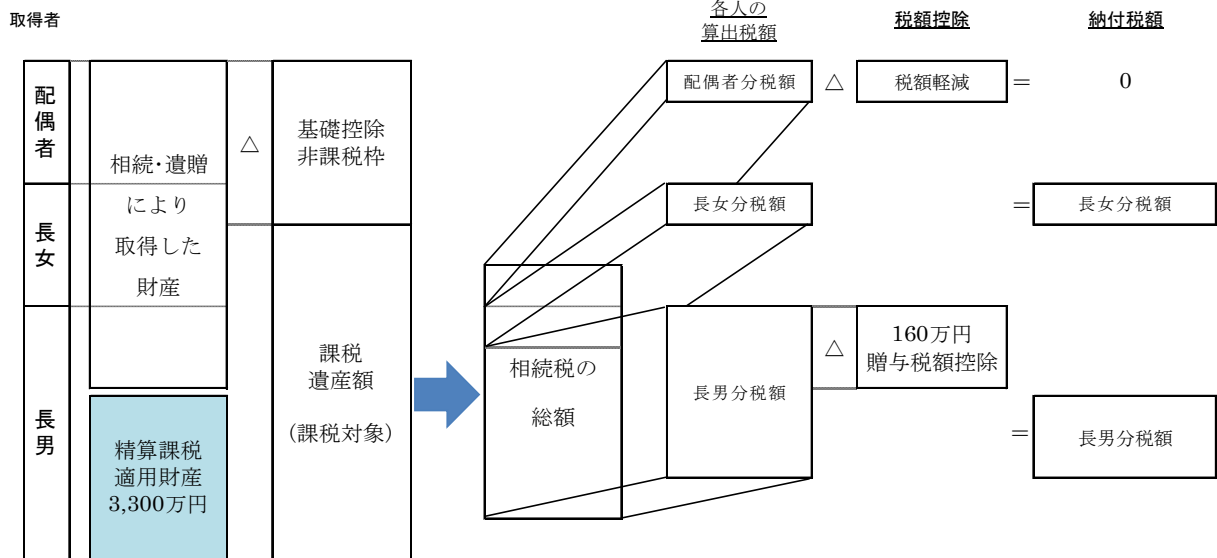 取得者
各人の
算出税額
税額控除
納付税額
配偶者
相続・遺贈
により
取得した
財産
△
基礎控除
非課税枠
配偶者分税額
△
税額軽減
=
0
長女
長女分税額
=
長女分税額
長男
精算課税
適用財産
3,300万円
課税
遺産額
(課税対象)
相続税の
総額
長男分税額
△
160万円
贈与税額控除
=
長男分税額